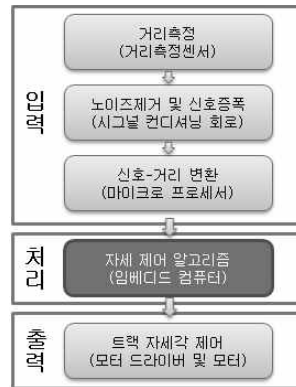 입력
거리측정
(거리측정센서)
노이즈제거 및 신호증폭
(시그널 컨디셔닝 회로)
신호-거리 변환
(마이크로 프로세서)
처리
자세 제어 알고리즘
(임베디드 컴퓨터)
출력
트랙 자세각 제어
(모터 드라이버 및 모터)